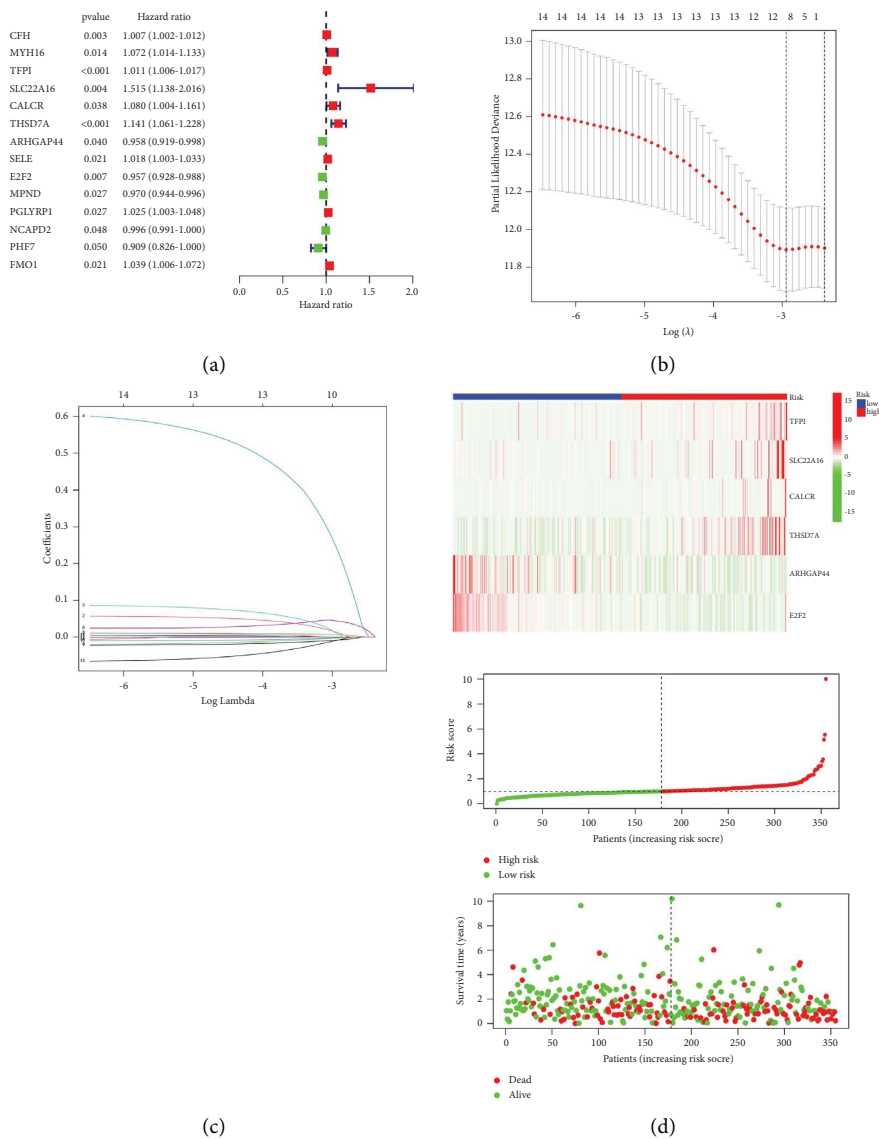 pvalue Hazard ratio
CFH 0.003 1.007 (1.002-1.012)
MYH16 0.014 1.072 (1.014-1.133)
TFPI <0.001 1.011 (1.006-1.017)
SLC22A16 0.004 1.515 (1.138-2.016)
CALCR 0.038 1.080 (1.004-1.161)
THSD7A <0.001 1.141 (1.061-1.228)
ARHGAP44 0.040 0.958 (0.919-0.998)
SELE 0.021 1.018 (1.003-1.033)
E2F2 0.007 0.957 (0.928-0.988)
MPND 0.027 0.970 (0.944-0.996)
PGLYRP1 0.027 1.025 (1.003-1.048)
NCAPD2 0.048 0.996 (0.991-1.000)
PHF7 0.050 0.909 (0.826-1.000)
FMO1 0.021 1.039 (1.006-1.072)
0.0 0.5 1.0 1.5 2.0
Hazard ratio
(a)
14 14 14 14 14 13 13 13 13 13 12 12 8 5 1
13.0
12.8
12.6
12.4
12.2
12.0
11.8
Partial Likelihood Deviance
-6 -5 -4 -3
Log (λ)
(b)
14 13 13 10
0.6
0.5
0.4
0.3
0.2
0.1
0.0
Coefficients
-6 -5 -4 -3
Log Lambda
(c)
Risk
TFPI
SLC22A16
CALCR
THSD7A
ARHGAP44
E2F2
15
10
5
0
-5
-10
-15
Risk
low
high
10
8
6
4
2
0
Risk score
0 50 100 150 200 250 300 350
Patients (increasing risk socre)
High risk
Low risk
10
8
6
4
2
0
Survival time (years)
0 50 100 150 200 250 300 350
Patients (increasing risk socre)
Dead
Alive
(d)